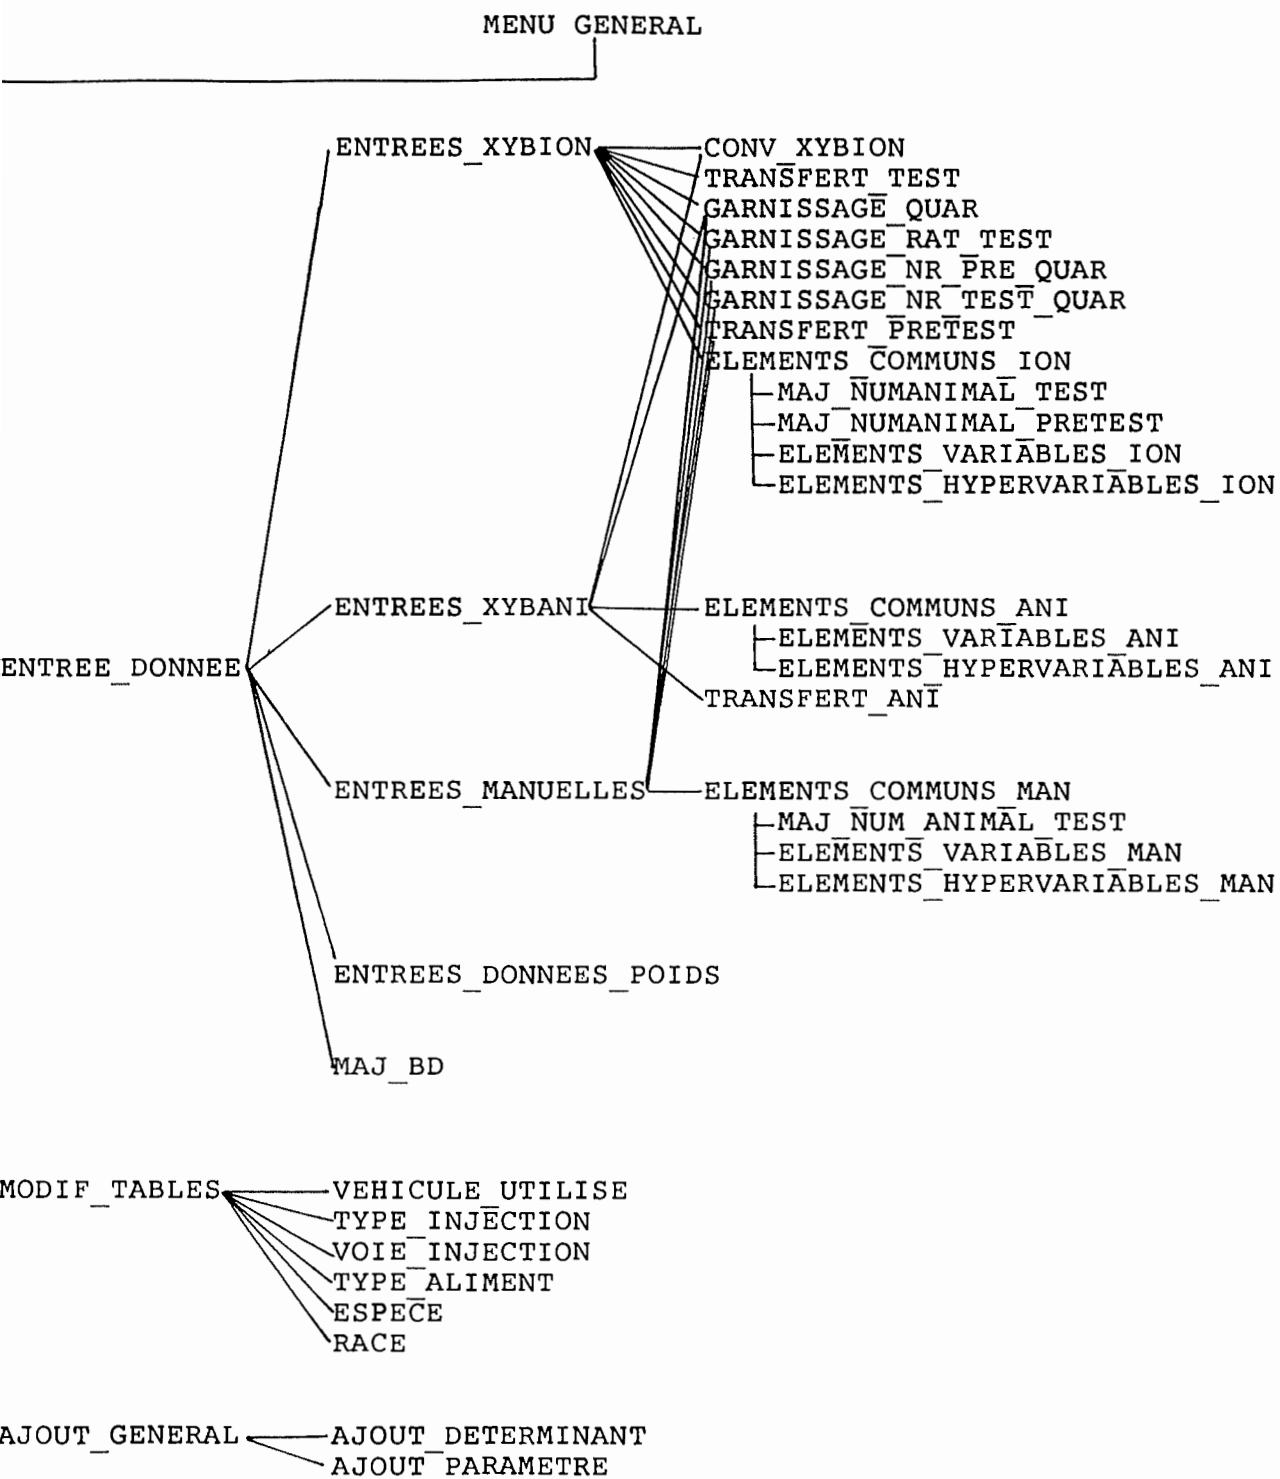 MENU GENERAL
ENTREES_XYBION
CONV_XYBION
TRANSFERT_TEST
GARNISSAGE_QUAR
GARNISSAGE_RAT_TEST
GARNISSAGE_NR_PRE_QUAR
GARNISSAGE_NR_TEST_QUAR
TRANSFERT_PRETEST
ELEMENTS_COMMUNS_ION
MAJ_NUMANIMAL_TEST
MAJ_NUMANIMAL_PRETEST
ELEMENTS_VARIABLES_ION
ELEMENTS_HYPERVARIABLES_ION
ENTREES_XYBANI
ELEMENTS_COMMUNS_ANI
ELEMENTS_VARIABLES_ANI
ENTREE_DONNEE
ELEMENTS_HYPERVARIABLES_ANI
TRANSFERT_ANI
ENTREES_MANUELLES
ELEMENTS_COMMUNS_MAN
MAJ_NUM_ANIMAL_TEST
ELEMENTS_VARIABLES_MAN
ELEMENTS_HYPERVARIABLES_MAN
ENTREES_DONNEES_POIDS
MAJ_BD
MODIF_TABLES
VEHICULE_UTILISE
TYPE_INJECTION
VOIE_INJECTION
TYPE_ALIMENT
ESPECE
RACE
AJOUT_GENERAL
AJOUT_DETERMINANT
AJOUT_PARAMETRE